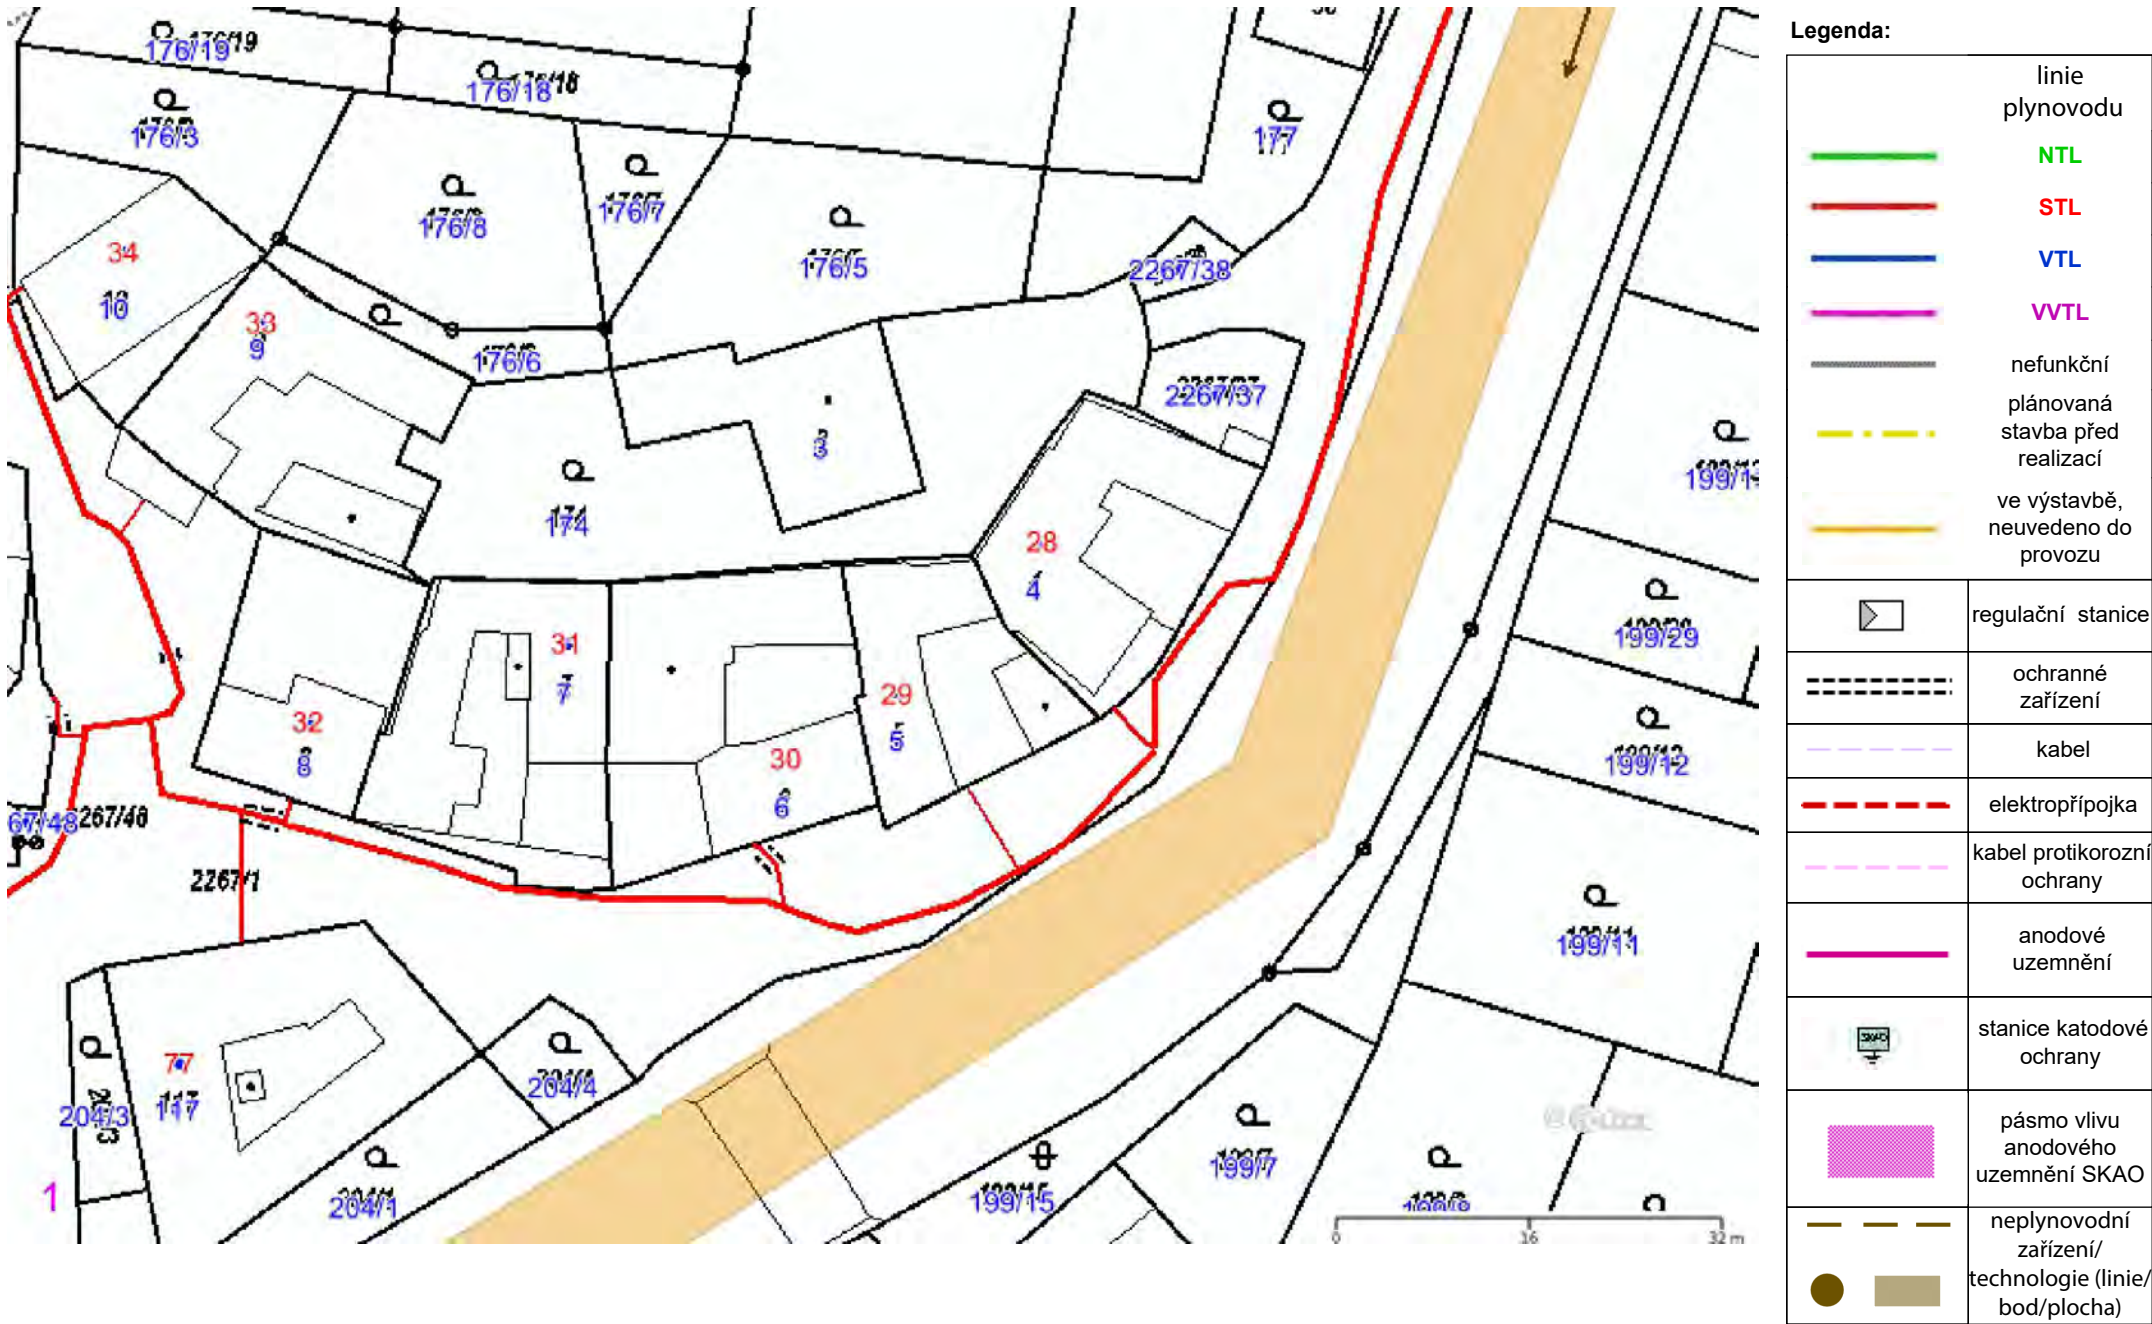 176/19
176/18
176/3
176/8
176/7
177
176/5
2267/38
34
10
33
9
176/6
2267/37
3
174
28
4
199/29
199/12
31
7
29
5
32
8
30
6
67/48
2267/1
199/11
77
117
204/3
204/4
204/1
199/7
199/15
1
0 16 32 m
Legenda:
linie
plynovodu
NTL
STL
VTL
VVTL
nefunkční
plánovaná
stavba před
realizací
ve výstavbě,
neuvedeno do
provozu
regulační stanice
ochranné
zařízení
kabel
elektropřípojka
kabel protikorozní
ochrany
anodové
uzemnění
SKAO
stanice katodové
ochrany
pásmo vlivu
anodového
uzemnění SKAO
neplynovodní
zařízení/
technologie (linie/
bod/plocha)